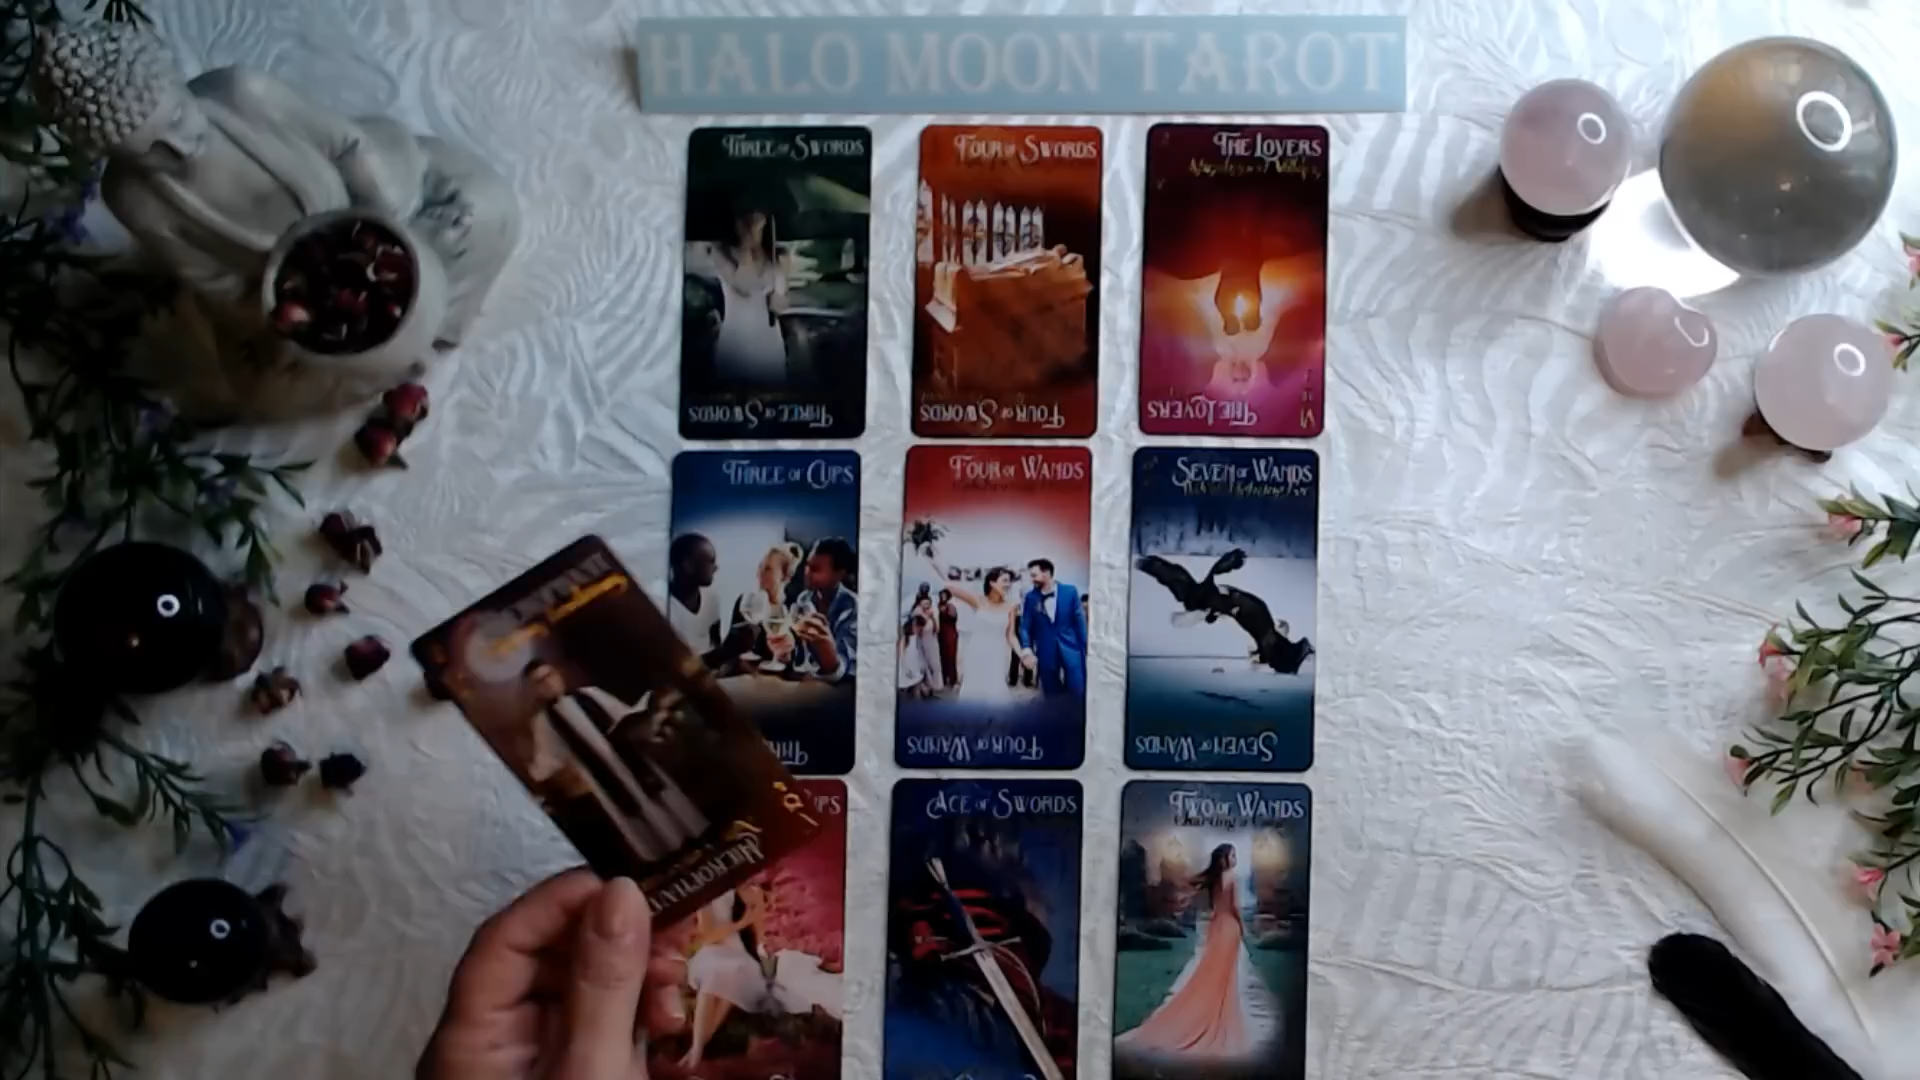 HALO MOON TAROT
THREE OF SWORDS
FOUR OF SWORDS
THE LOVERS
THREE OF SWORDS
FOUR OF SWORDS
THE LOVERS
VI
THREE OF CUPS
FOUR OF WANDS
SEVEN OF WANDS
FOUR OF WANDS
SEVEN OF WANDS
HIEROPHANT
ACE OF SWORDS
TWO OF WANDS